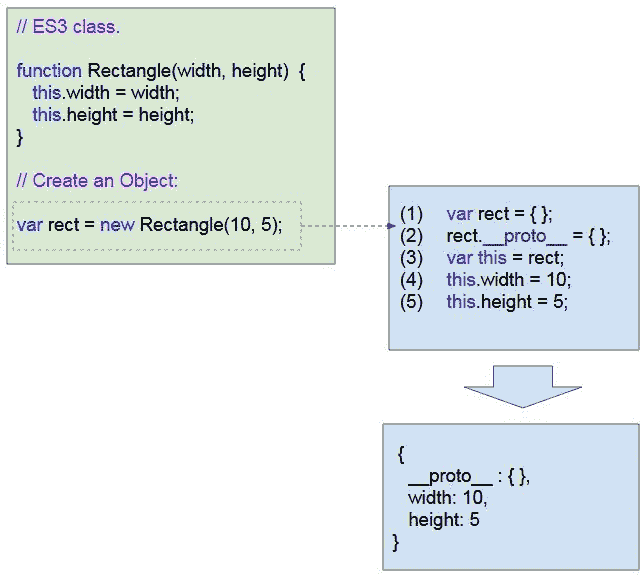 // ES3 class.
function Rectangle(width, height) {
this.width = width;
this.height = height;
}
// Create an Object:
var rect = new Rectangle(10, 5);
(1) var rect = { };
(2) rect.__proto__ = { };
(3) var this = rect;
(4) this.width = 10;
(5) this.height = 5;
{
__proto__ : { },
width: 10,
height: 5
}